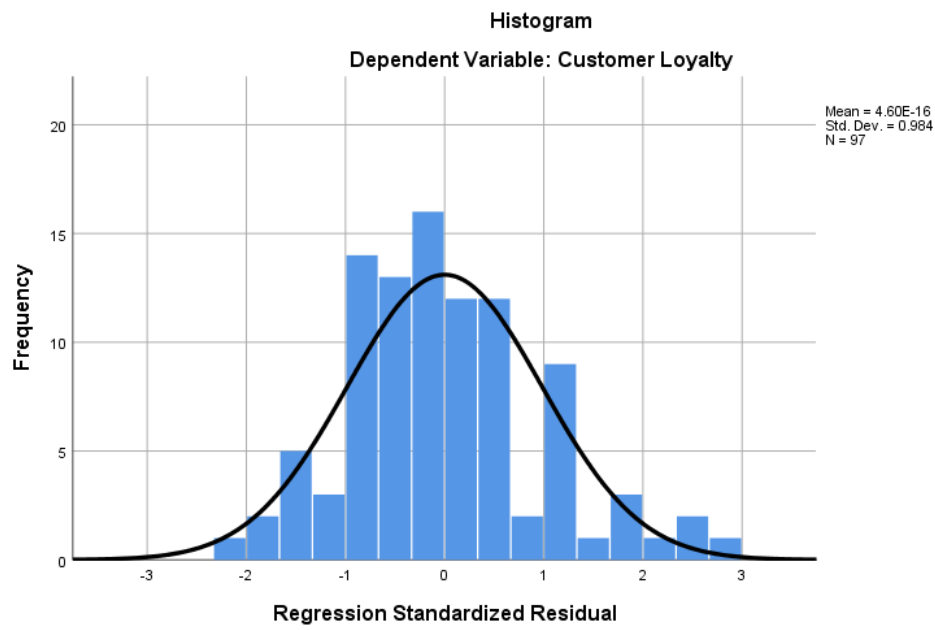 Histogram
Dependent Variable: Customer Loyalty
Mean = 4.60E-16
Std. Dev. = 0.984
N = 97
Frequency
20
15
10
5
0
-3 -2 -1 0 1 2 3
Regression Standardized Residual